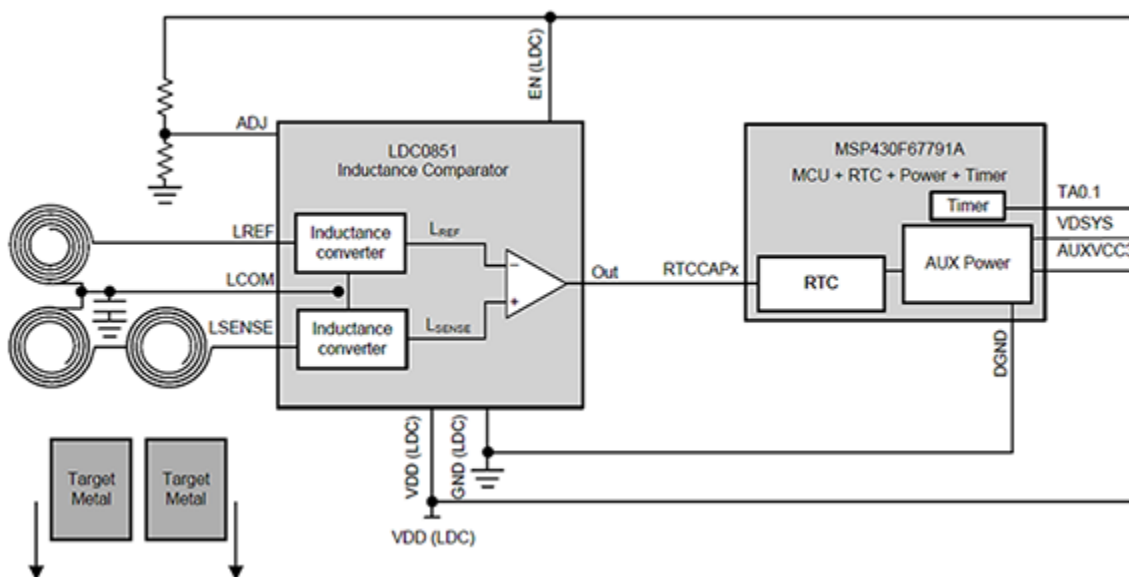 EN (LDC)
ADJ
LDC0851
Inductance Comparator
MSP430F67791A
MCU + RTC + Power + Timer
Timer
TA0.1
VDSYS
AUXVCC3
AUX Power
RTC
RTCCAPx
Out
LREF
Inductance
converter
LREF
−
LCOM
+
LSENSE
Inductance
converter
LSENSE
DGND
VDD (LDC)
GND (LDC)
VDD (LDC)
Target
Metal
Target
Metal